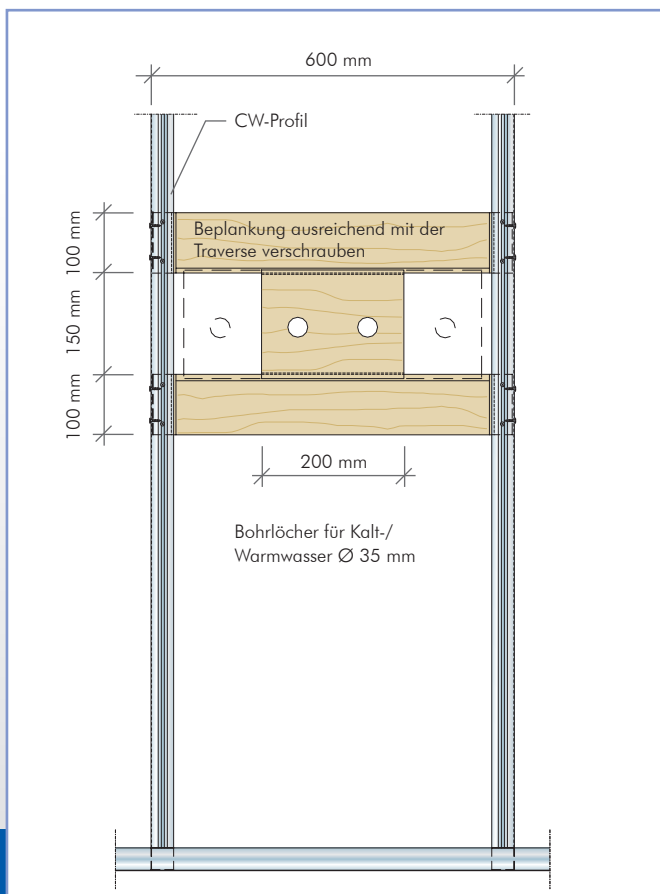 600 mm
CW-Profil
100 mm
Beplankung ausreichend mit der
Traverse verschrauben
150 mm
100 mm
200 mm
Bohrlöcher für Kalt-/
Warmwasser Ø 35 mm